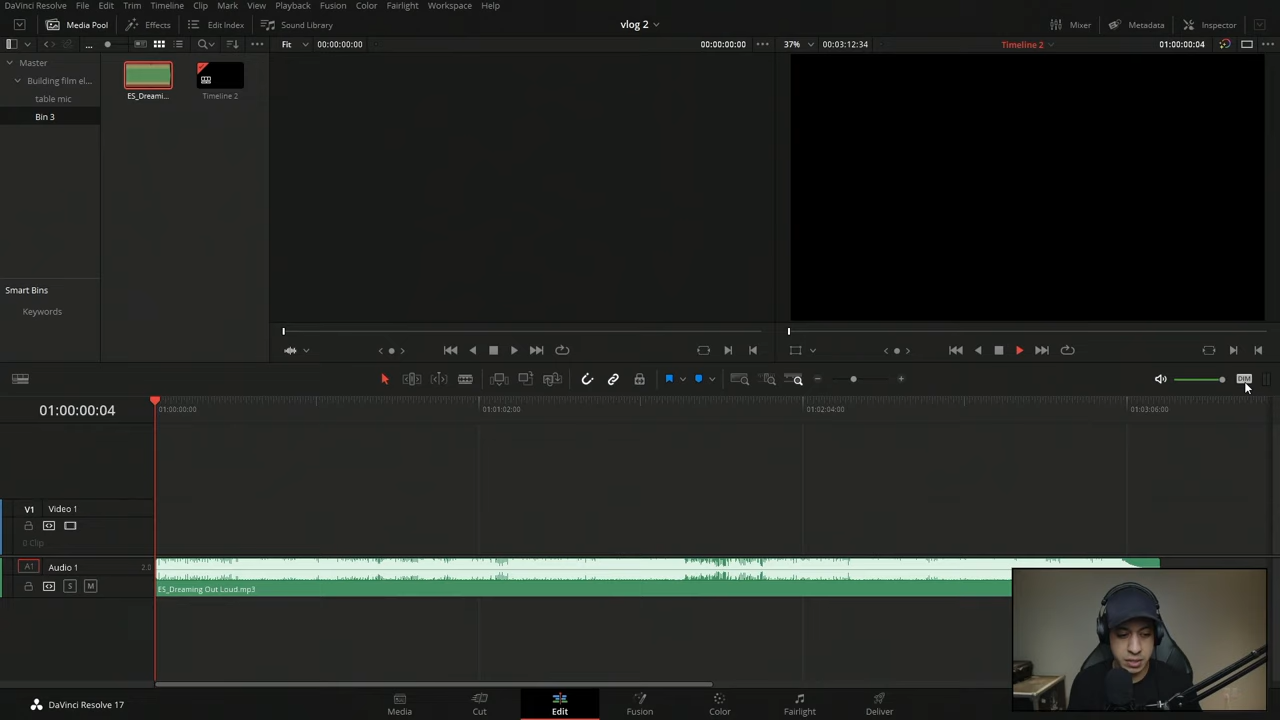 DaVinci Resolve File Edit Trim Timeline Clip Mark View Playback Fusion Color Fairlight Workspace Help
Media Pool Effects Edit Index Sound Library vlog 2 Mixer Metadata Inspector
... Fit 00:00:00:00 00:00:00:00 37% 00:03:12:34 Timeline 2 01:00:00:04
Master
Building film el...
table mic
Bin 3
ES_Dreami... Timeline 2
Smart Bins
Keywords
DIM
01:00:00:04 01:00:00:00 01:01:02:00 01:02:04:00 01:03:06:00
V1 Video 1
0 Clip
A1 Audio 1 2.0
S M
ES_Dreaming Out Loud.mp3
DaVinci Resolve 17 Media Cut Edit Fusion Color Fairlight Deliver